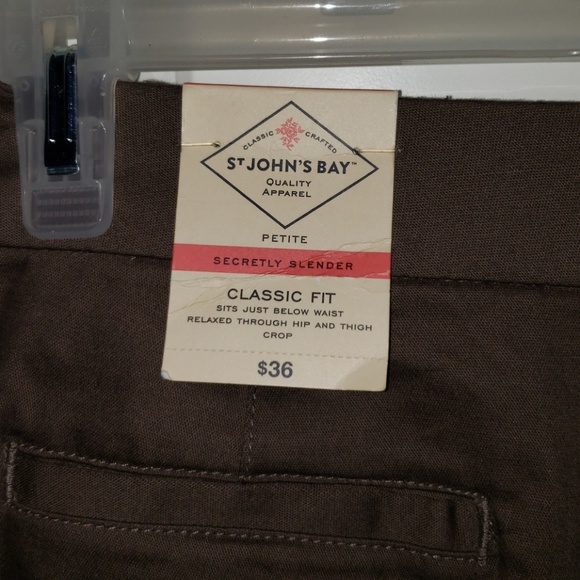 CLASSIC CRAFTED
ST JOHN'S BAY™
QUALITY
APPAREL
PETITE
SECRETLY SLENDER
CLASSIC FIT
SITS JUST BELOW WAIST
RELAXED THROUGH HIP AND THIGH
CROP
$36